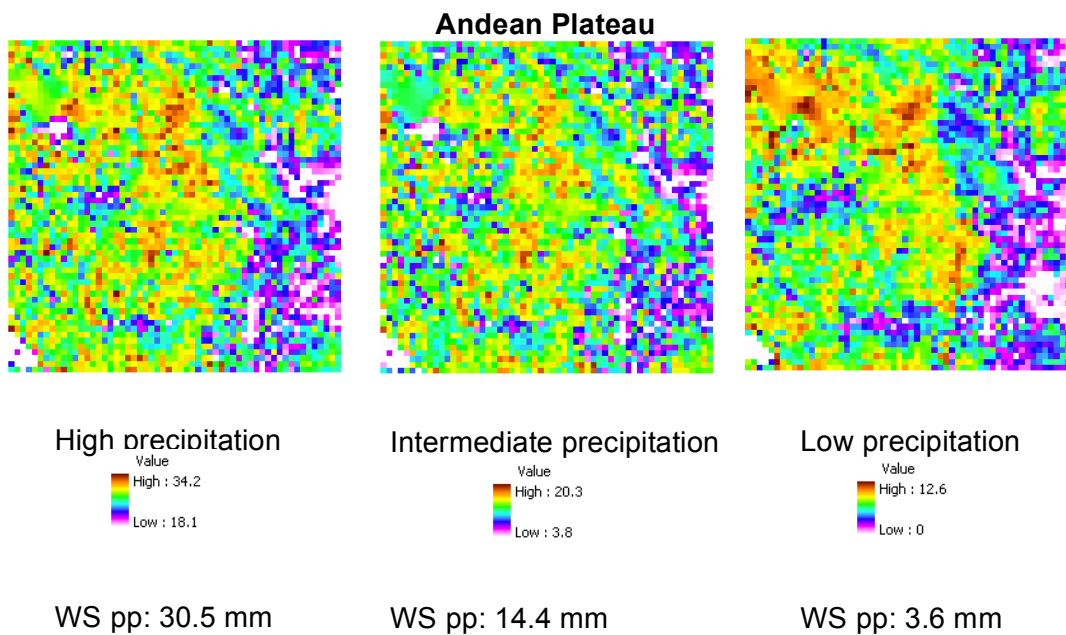 Andean Plateau
High precipitation
Value
High : 34.2
Low : 18.1
WS pp: 30.5 mm
Intermediate precipitation
Value
High : 20.3
Low : 3.8
WS pp: 14.4 mm
Low precipitation
Value
High : 12.6
Low : 0
WS pp: 3.6 mm